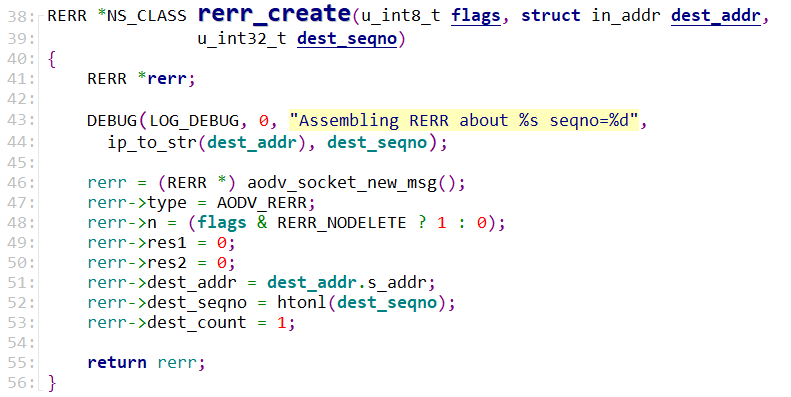 38: RERR *NS_CLASS rerr_create(u_int8_t flags, struct in_addr dest_addr,
39:                u_int32_t dest_seqno)
40: {
41:     RERR *rerr;
42:
43:     DEBUG(LOG_DEBUG, 0, "Assembling RERR about %s seqno=%d",
44:       ip_to_str(dest_addr), dest_seqno);
45:
46:     rerr = (RERR *) aodv_socket_new_msg();
47:     rerr->type = AODV_RERR;
48:     rerr->n = (flags & RERR_NODELETE ? 1 : 0);
49:     rerr->res1 = 0;
50:     rerr->res2 = 0;
51:     rerr->dest_addr = dest_addr.s_addr;
52:     rerr->dest_seqno = htonl(dest_seqno);
53:     rerr->dest_count = 1;
54:
55:     return rerr;
56: }